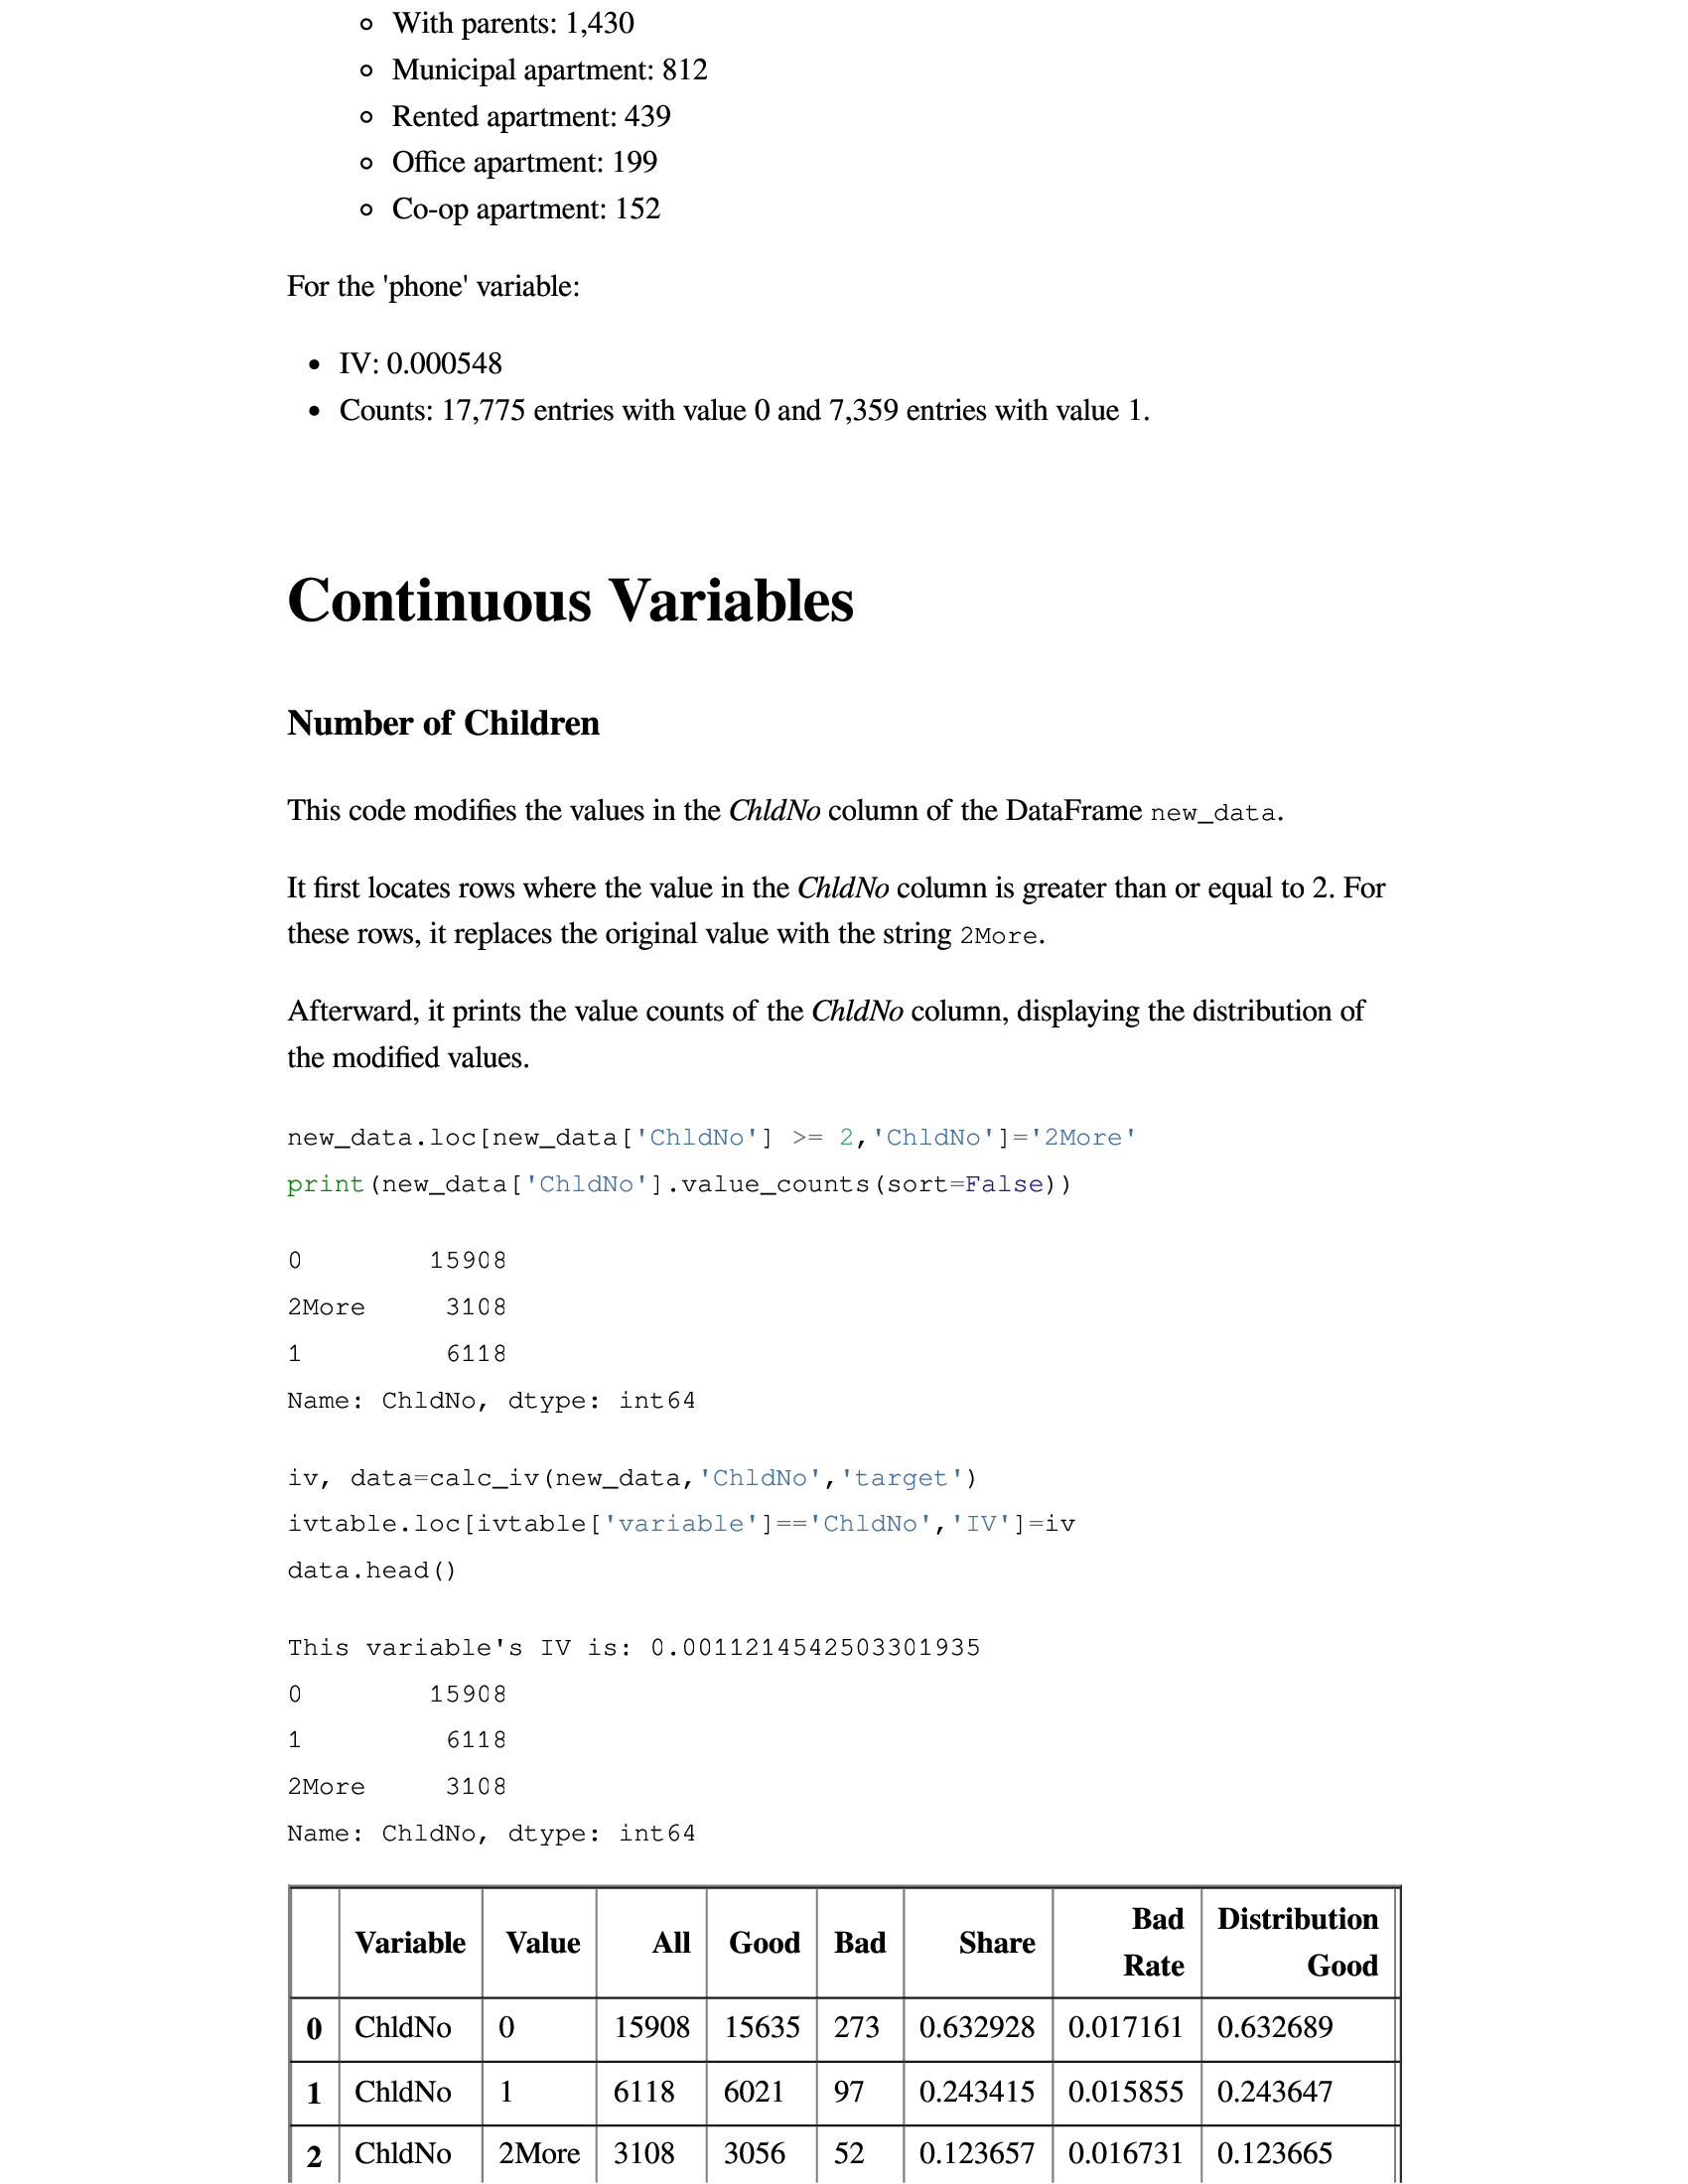 With parents: 1,430
Municipal apartment: 812
Rented apartment: 439
Office apartment: 199
Co-op apartment: 152
For the 'phone' variable:
IV: 0.000548
Counts: 17,775 entries with value 0 and 7,359 entries with value 1.
Continuous Variables
Number of Children
This code modifies the values in the ChldNo column of the DataFrame new_data.
It first locates rows where the value in the ChldNo column is greater than or equal to 2. For
these rows, it replaces the original value with the string 2More.
Afterward, it prints the value counts of the ChldNo column, displaying the distribution of
the modified values.
new_data.loc[new_data['ChldNo'] >= 2,'ChldNo']='2More'
print(new_data['ChldNo'].value_counts(sort=False))
0 15908
2More 3108
1 6118
Name: ChldNo, dtype: int64
iv, data=calc_iv(new_data,'ChldNo','target')
ivtable.loc[ivtable['variable']=='ChldNo','IV']=iv
data.head()
This variable's IV is: 0.0011214542503301935
0 15908
1 6118
2More 3108
Name: ChldNo, dtype: int64
Variable Value All Good Bad Share Bad Rate Distribution Good
0 ChldNo 0 15908 15635 273 0.632928 0.017161 0.632689
1 ChldNo 1 6118 6021 97 0.243415 0.015855 0.243647
2 ChldNo 2More 3108 3056 52 0.123657 0.016731 0.123665